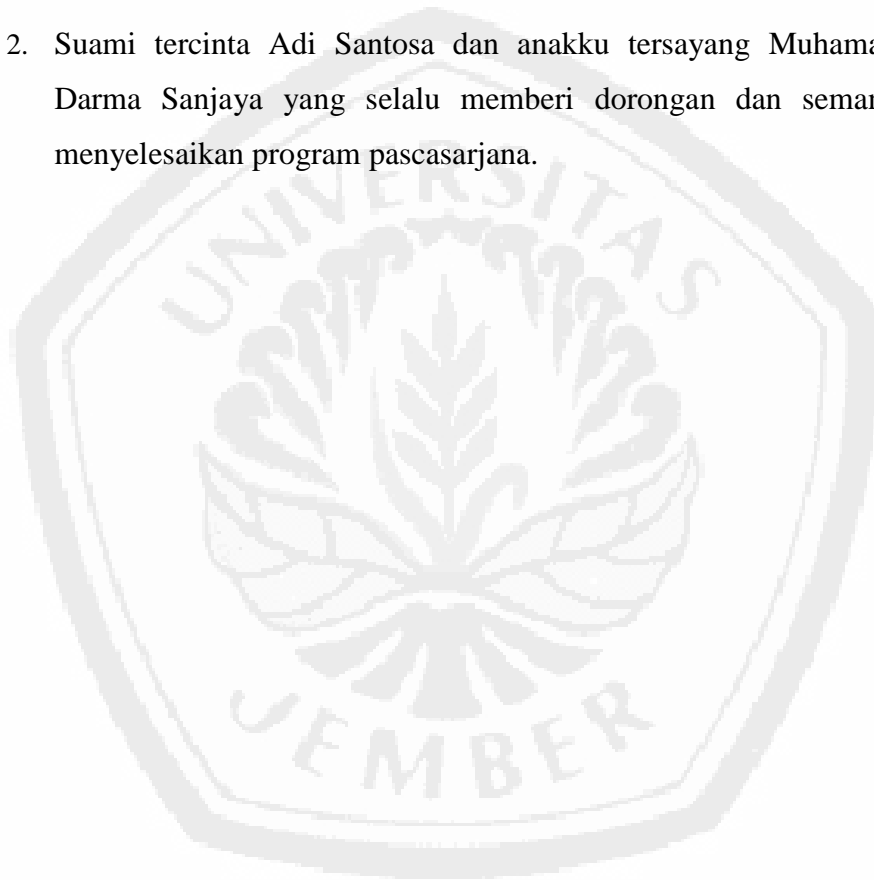 2. Suami tercinta Adi Santosa dan anakku tersayang
Darma Sanjaya yang selalu memberi dorongan dan
menyelesaikan program pascasarjana.
UNIVERSITAS
JEMBER